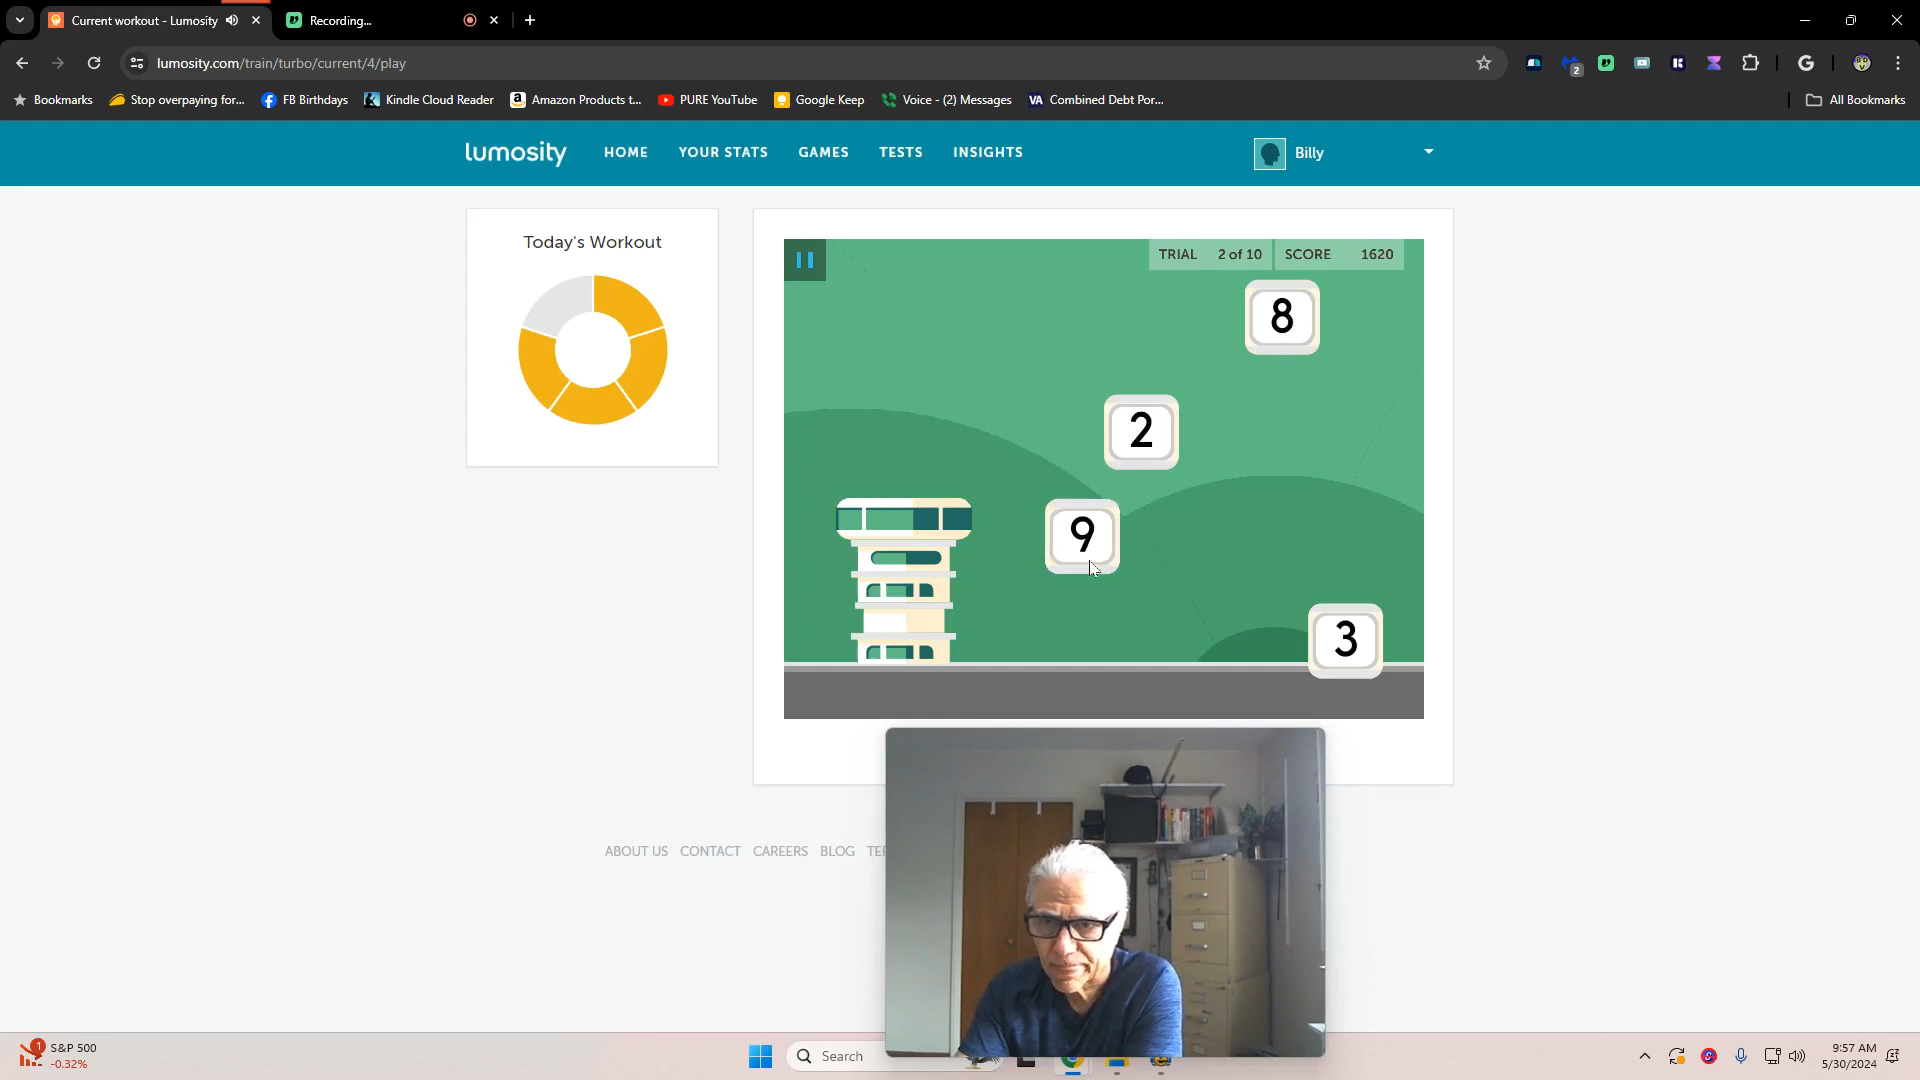 Current workout - Lumosity
Recording...
lumosity.com/train/turbo/current/4/play
2
Bookmarks
Stop overpaying for...
FB Birthdays
Kindle Cloud Reader
Amazon Products t...
PURE YouTube
Google Keep
Voice - (2) Messages
VA Combined Debt Por...
All Bookmarks
lumosity
HOME
YOUR STATS
GAMES
TESTS
INSIGHTS
Billy
Today's Workout
TRIAL 2 of 10
SCORE 1620
8
2
9
3
ABOUT US
CONTACT
CAREERS
BLOG
1
S&P 500
-0.32%
Search
9:57 AM
5/30/2024